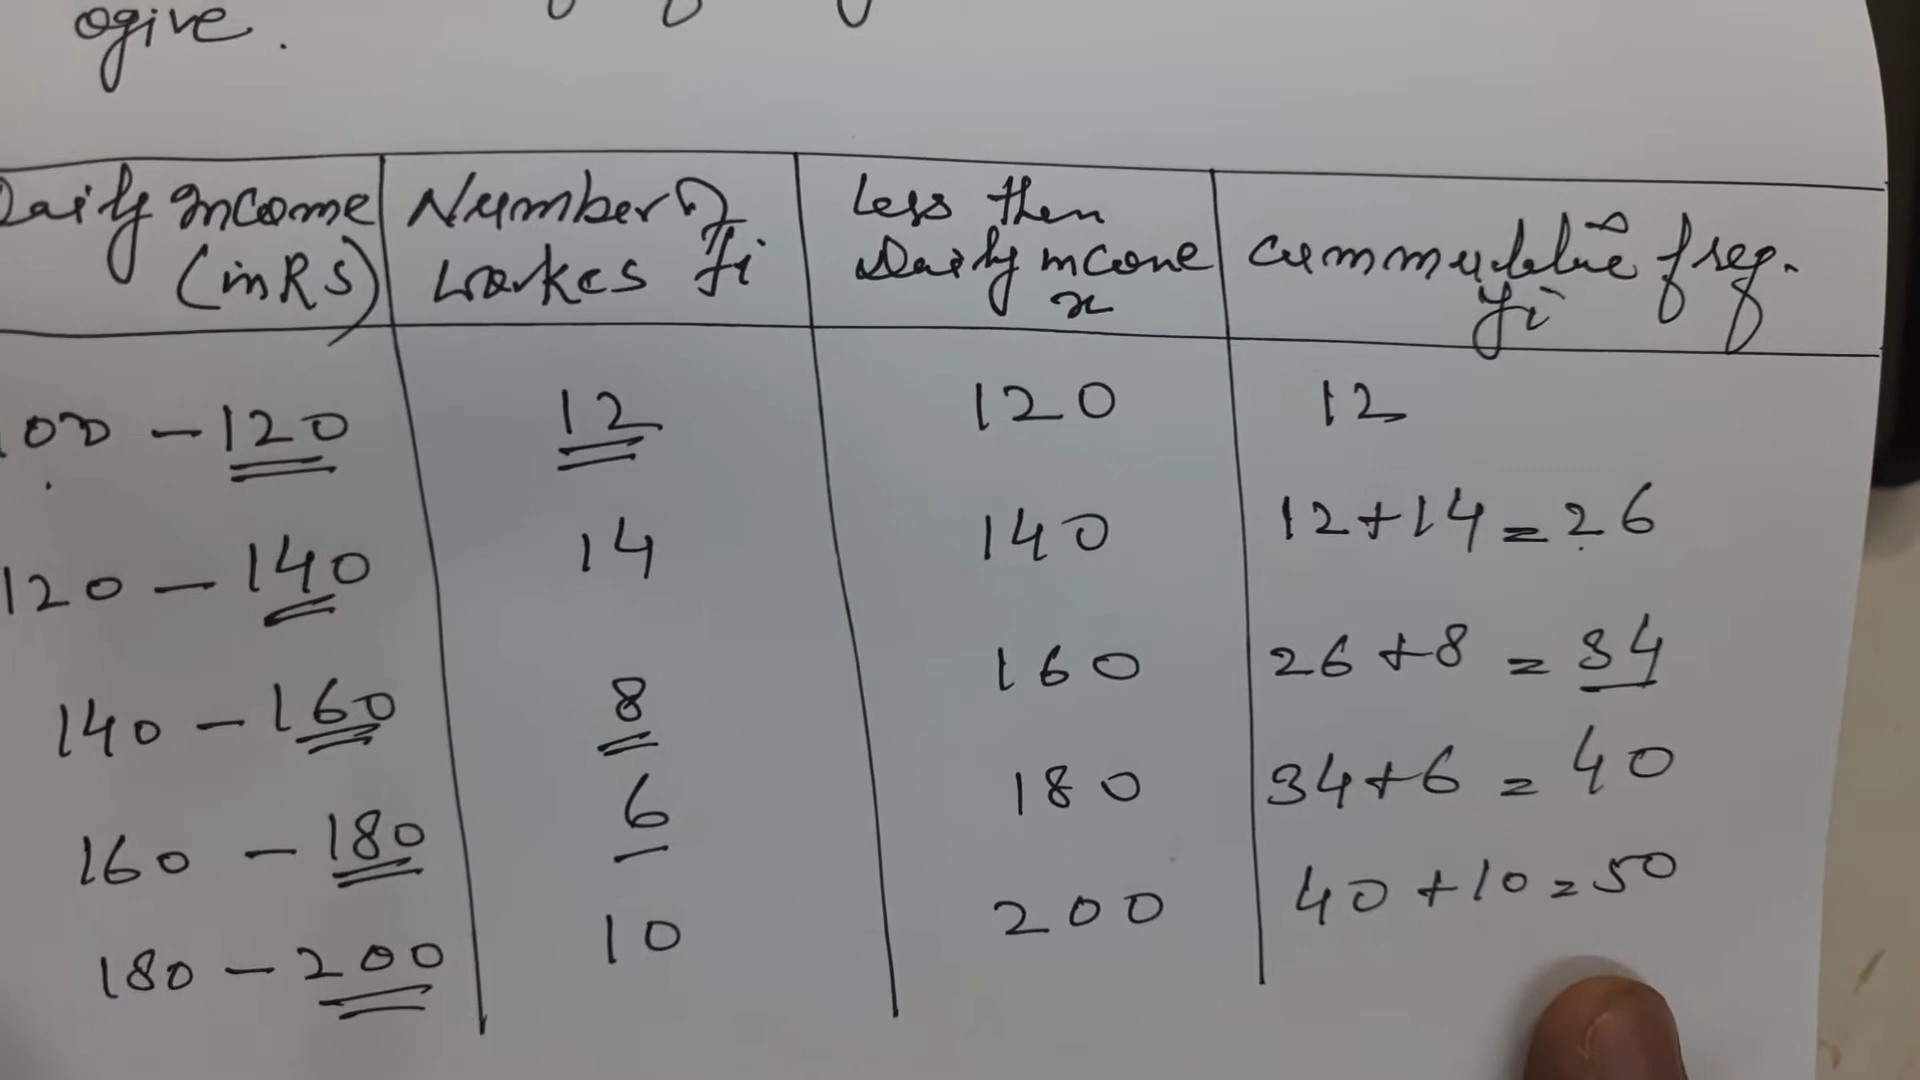 ogive.
Daily Income (in RS) Number of workes fi less then Daily Income x cummulative freq. yi
100 - 120 12 120 12
120 - 140 14 140 12+14=26
140 - 160 8 160 26+8=34
160 - 180 6 180 34+6=40
180 - 200 10 200 40+10=50